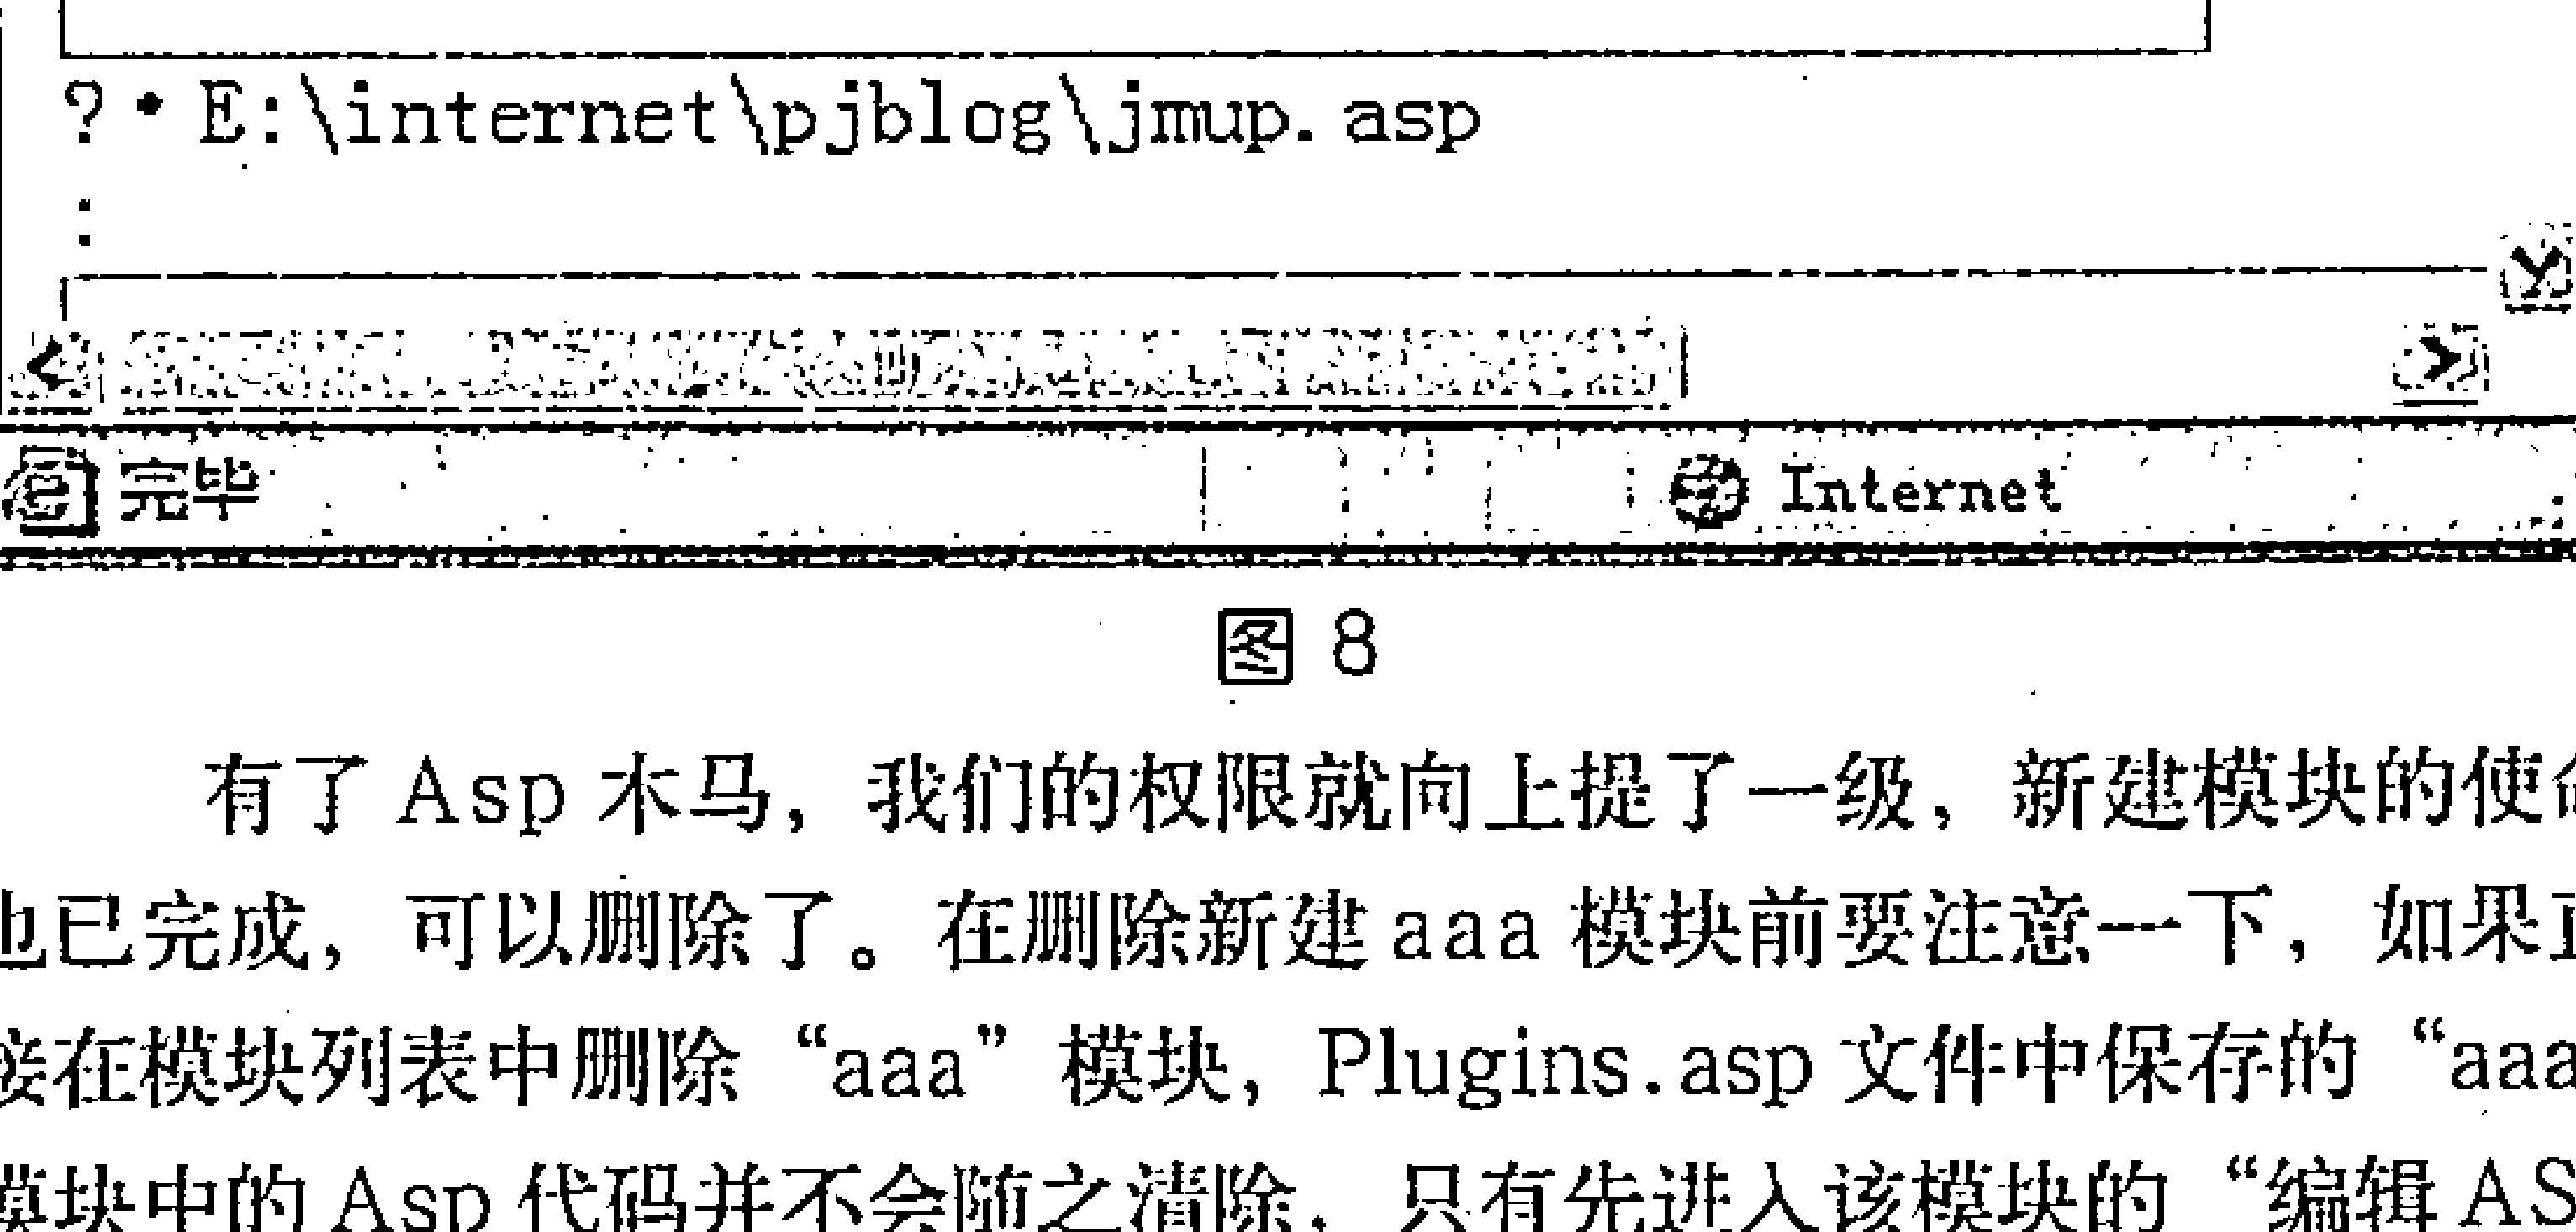 ?• E:\internet\pjblog\jmup.asp
:
完毕 Internet
图 8
有了 Asp 木马，我们的权限就向上提了一级，新建模块的使
也已完成，可以删除了。在删除新建 aaa 模块前要注意一下，如果
接在模块列表中删除“aaa”模块，Plugins.asp 文件中保存的“aaa
模块中的 Asp 代码并不会随之清除，只有先进入该模块的“编辑 AS